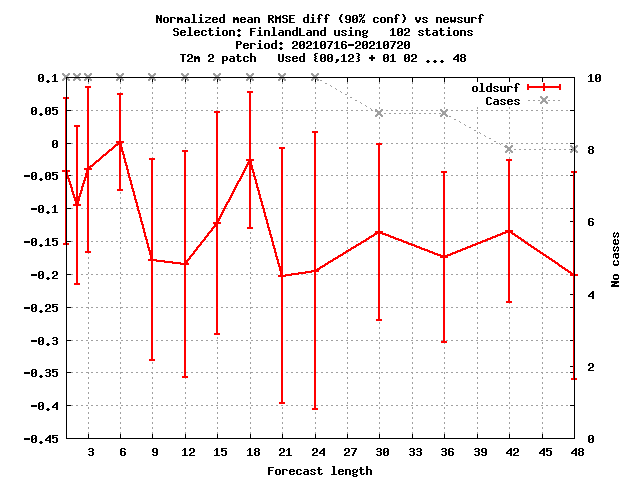 Normalized mean RMSE diff (90% conf) vs newsurf
Selection: FinlandLand using   102 stations
Period: 20210716-20210720
T2m 2 patch   Used {00,12} + 01 02 ... 48
oldsurf
Cases
0.1
0.05
0
-0.05
-0.1
-0.15
-0.2
-0.25
-0.3
-0.35
-0.4
-0.45
10
8
6
4
2
0
No cases
3 6 9 12 15 18 21 24 27 30 33 36 39 42 45 48
Forecast length